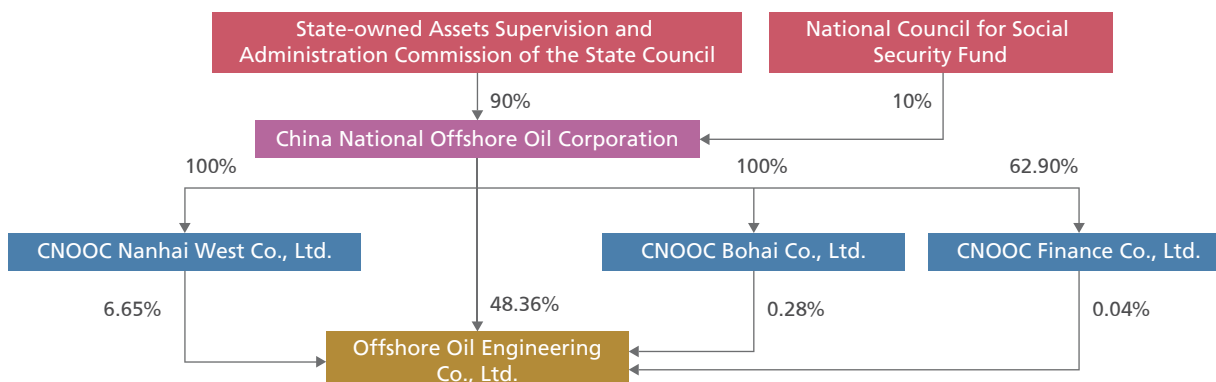 State-owned Assets Supervision and
Administration Commission of the State Council
National Council for Social
Security Fund
90%
10%
China National Offshore Oil Corporation
100%
100%
62.90%
CNOOC Nanhai West Co., Ltd.
CNOOC Bohai Co., Ltd.
CNOOC Finance Co., Ltd.
6.65%
48.36%
0.28%
0.04%
Offshore Oil Engineering
Co., Ltd.